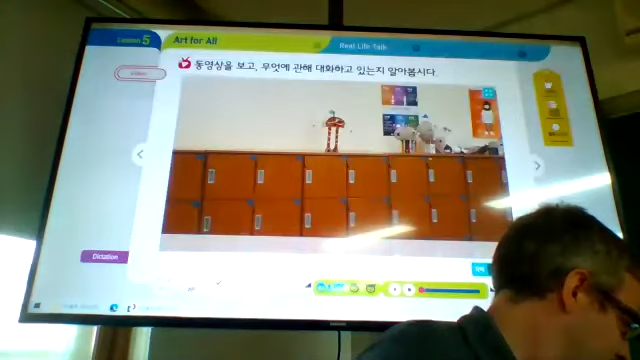 Lesson 5
Art for All
Real Life Talk
동영상을 보고, 무엇에 관해 대화하고 있는지 알아봅시다.
Dictation